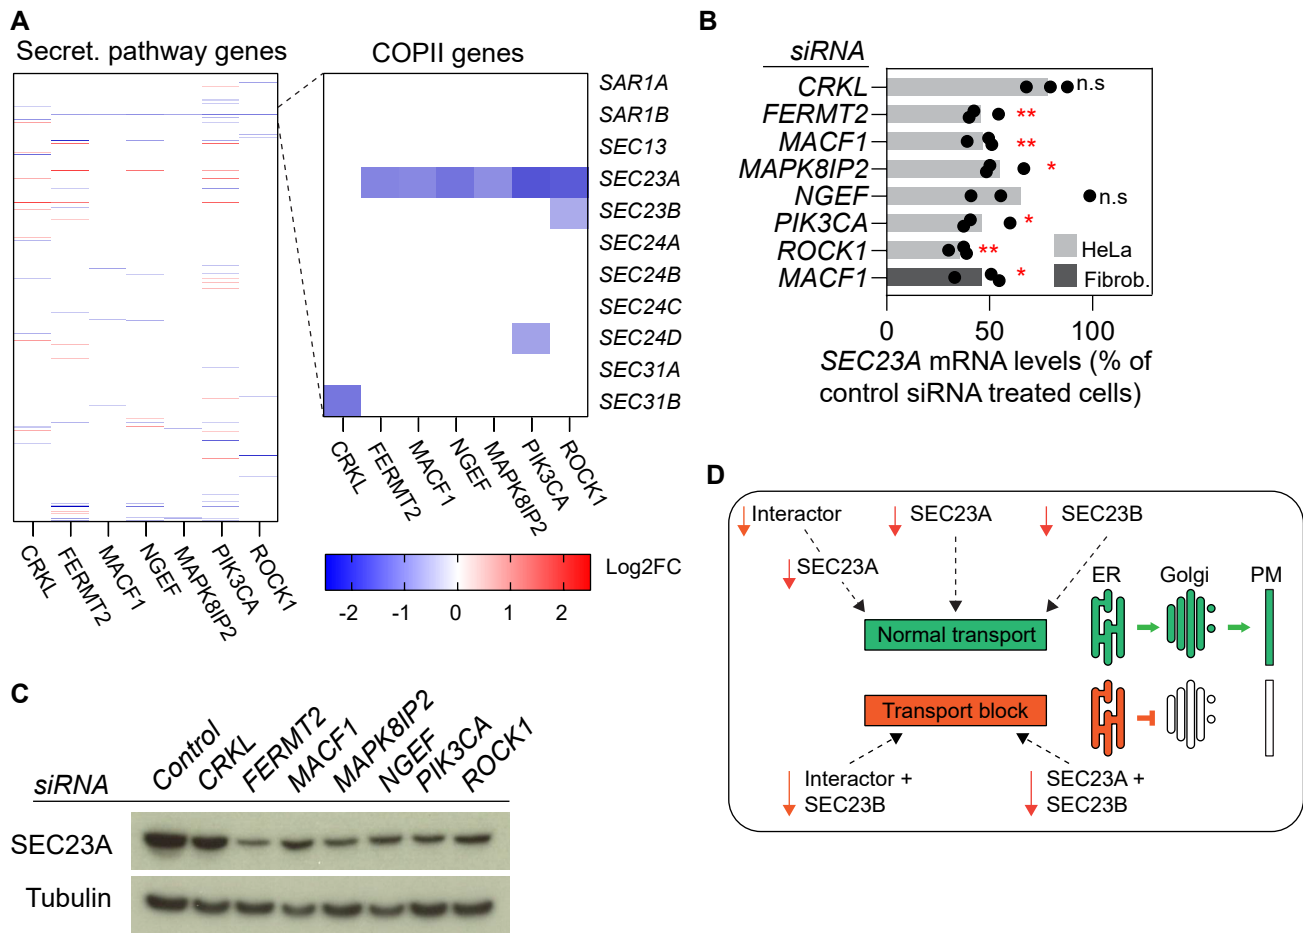 A
Secret. pathway genes
COPII genes
SAR1A
SAR1B
SEC13
SEC23A
SEC23B
SEC24A
SEC24B
SEC24C
SEC24D
SEC31A
SEC31B
CRKL
FERMT2
MACF1
NGEF
MAPK8IP2
PIK3CA
ROCK1
CRKL
FERMT2
MACF1
NGEF
MAPK8IP2
PIK3CA
ROCK1
Log2FC
-2 -1 0 1 2
B
siRNA
CRKL
FERMT2
MACF1
MAPK8IP2
NGEF
PIK3CA
ROCK1
MACF1
n.s
**
**
*
n.s
*
**
*
HeLa
Fibrob.
0 50 100
SEC23A mRNA levels (% of
control siRNA treated cells)
C
siRNA
Control
CRKL
FERMT2
MACF1
MAPK8IP2
NGEF
PIK3CA
ROCK1
SEC23A
Tubulin
D
Interactor
SEC23A
SEC23A
SEC23B
ER Golgi PM
Normal transport
Transport block
Interactor +
SEC23B
SEC23A +
SEC23B